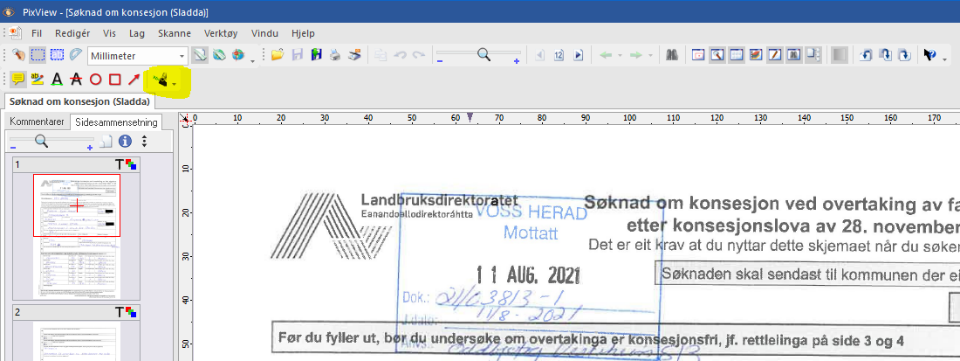 PixView - [Søknad om konsesjon (Sladda)]
Fil Redigér Vis Lag Skanne Verktøy Vindu Hjelp
Millimeter
12
Søknad om konsesjon (Sladda)
Kommentarer Sidesammensetning
0 10 20 30 40 50 60 70 80 90 100 110 120 130 140 150 160 170
1
T
2
T
0
10
20
30
40
50
Landbruksdirektoratet
Eanandoallodirektoráhtta
VOSS HERAD
Mottatt
11 AUG. 2021
Dok.: 21/03813-1
J.dato: 11/8-2021
Søknad om konsesjon ved overtaking av fa
etter konsesjonslova av 28. november
Det er eit krav at du nyttar dette skjemaet når du søker
Søknaden skal sendast til kommunen der ei
Før du fyller ut, bør du undersøke om overtakinga er konsesjonsfri, jf. rettleiinga på side 3 og 4